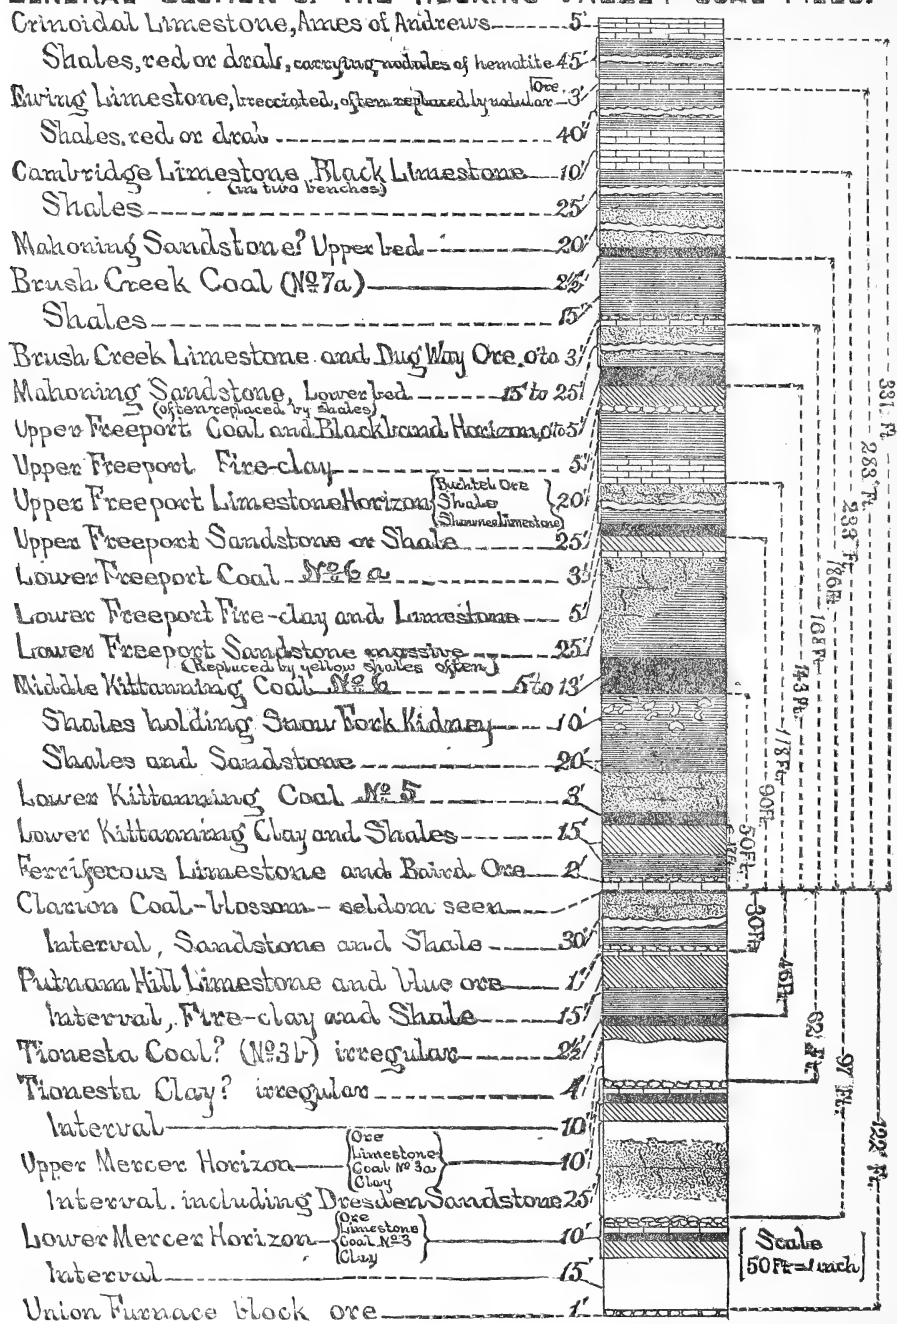 GENERAL SECTION OF THE HOCKING VALLEY COAL FIELD.
Crinoidal Limestone, Ames of Andrews 5'
Shales, red or drab, carrying nodules of hematite 45'
Ewing Limestone, brecciated, often replaced by nodular Ore. 3'
Shales, red or drab 40'
Cambridge Limestone Black Limestone 10'
(in two benches)
Shales 25'
Mahoning Sandstone? Upper bed 20'
Brush Creek Coal (No 7a) 2½'
Shales 15'
Brush Creek Limestone and Dug Way Ore. 0 to 3'
Mahoning Sandstone, Lower bed 15' to 25'
(often replaced by shales)
Upper Freeport Coal and Blackband Horizon, 0 to 5'
Upper Freeport Fire-clay 5'
Upper Freeport Limestone Horizon { Buchtel Ore
Shale
Shawnee Limestone } 20'
Upper Freeport Sandstone or Shale 25'
Lower Freeport Coal No 6a 3'
Lower Freeport Fire-clay and Limestone 5'
Lower Freeport Sandstone massive 25'
(Replaced by yellow shales often)
Middle Kittanning Coal No 6 5' to 13'
Shales holding Snow Fork Kidney 10'
Shales and Sandstone 20'
Lower Kittanning Coal No 5 3'
Lower Kittanning Clay and Shales 15'
Ferriferous Limestone and Baird Ore 2'
Clarion Coal-blossom-seldom seen
Interval, Sandstone and Shale 30'
Putnam Hill Limestone and blue ore 1'
Interval, Fire-clay and Shale 15'
Tionesta Coal? (No 3b) irregular 2½'
Tionesta Clay? irregular 4'
Interval 10'
Upper Mercer Horizon { Ore
Limestone
Coal No 3a
Clay } 10'
Interval. including Dresden Sandstone 25'
Lower Mercer Horizon { Ore
Limestone
Coal No 3
Clay } 10'
Interval 15'
Union Furnace block ore 1'
331 Ft.
283 Ft.
233 Ft.
186 Ft.
168 Ft.
143 Ft.
118 Ft.
90 Ft.
50 Ft.
30 Ft.
46 Ft.
62 Ft.
97 Ft.
122 Ft.
[Scale
50 Ft = 1 inch]